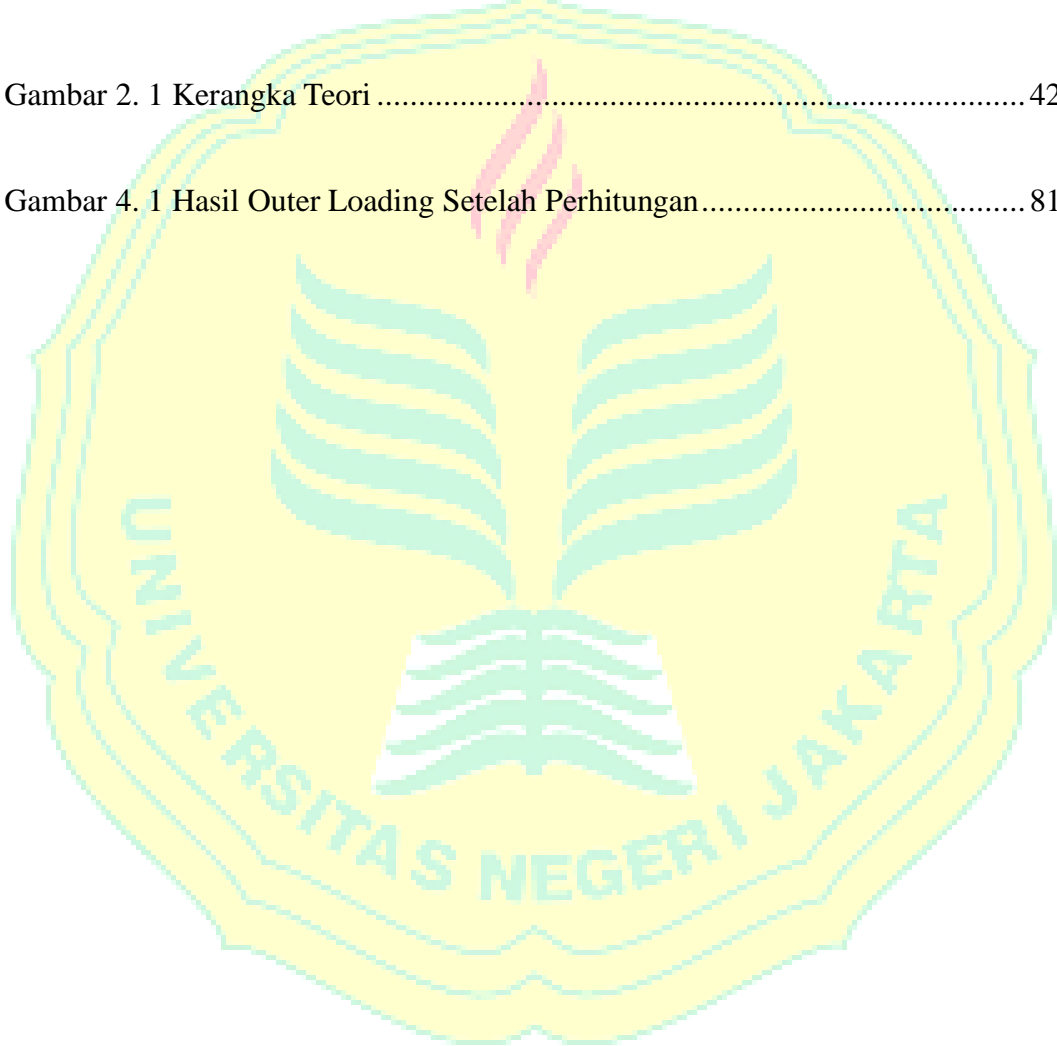 Gambar 2. 1 Kerangka Teori .............................................................................. 42
Gambar 4. 1 Hasil Outer Loading Setelah Perhitungan....................................... 81
UNIVERSITAS NEGERI JAKARTA